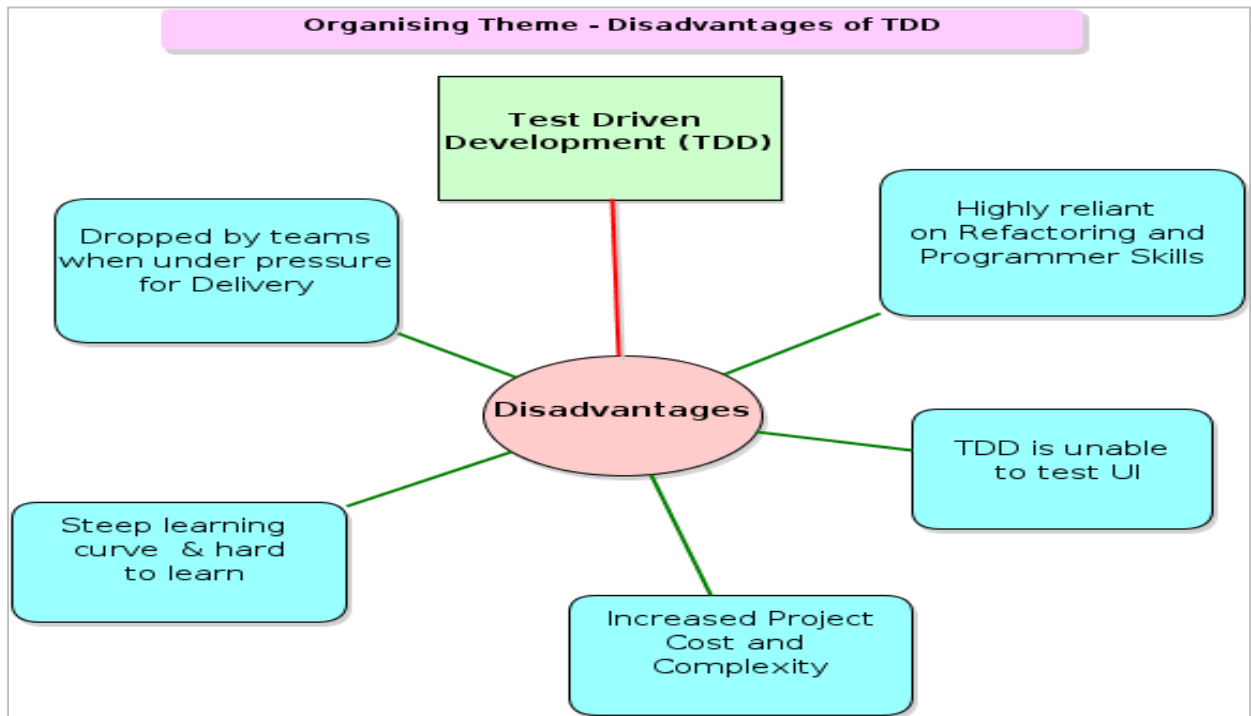 Organising Theme - Disadvantages of TDD
Test Driven
Development (TDD)
Dropped by teams
when under pressure
for Delivery
Highly reliant
on Refactoring and
Programmer Skills
Disadvantages
TDD is unable
to test UI
Steep learning
curve & hard
to learn
Increased Project
Cost and
Complexity